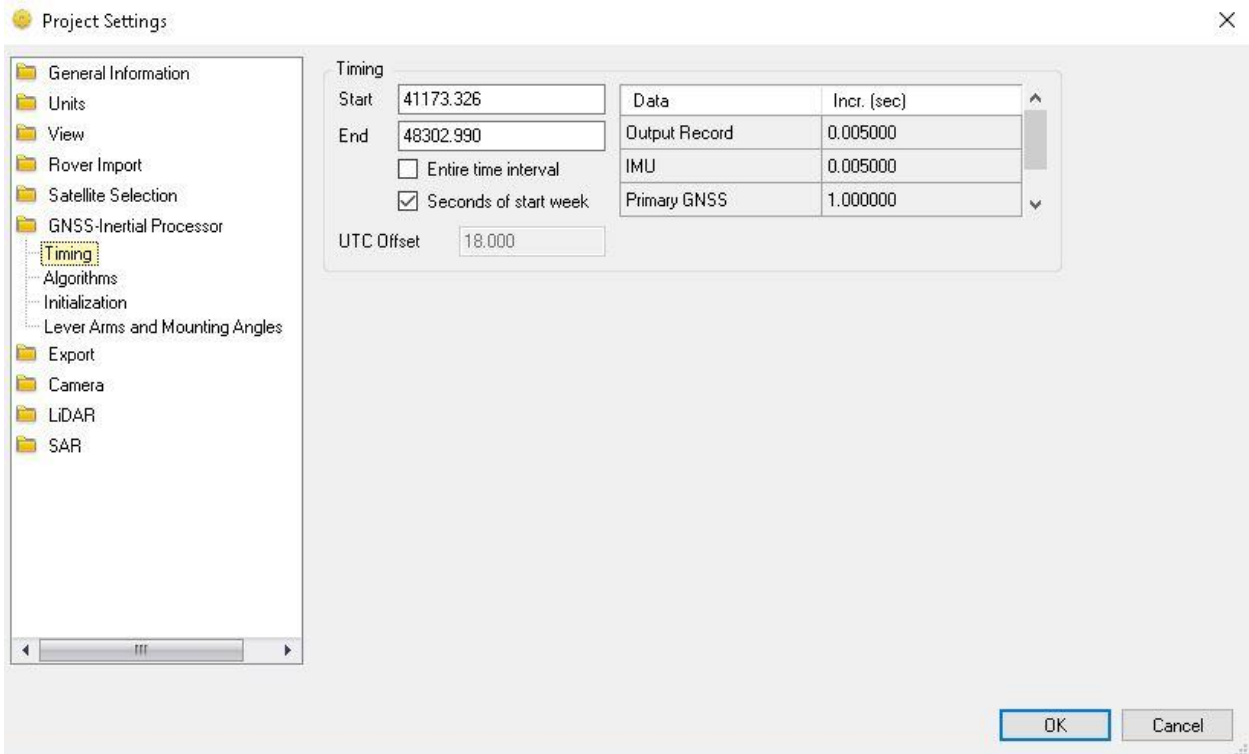 Project Settings
General Information
Units
View
Rover Import
Satellite Selection
GNSS-Inertial Processor
Timing
Algorithms
Initialization
Lever Arms and Mounting Angles
Export
Camera
LiDAR
SAR
Timing
Start 41173.326
End 48302.990
Entire time interval
Seconds of start week
UTC Offset 18.000
Data Incr. (sec)
Output Record 0.005000
IMU 0.005000
Primary GNSS 1.000000
OK Cancel